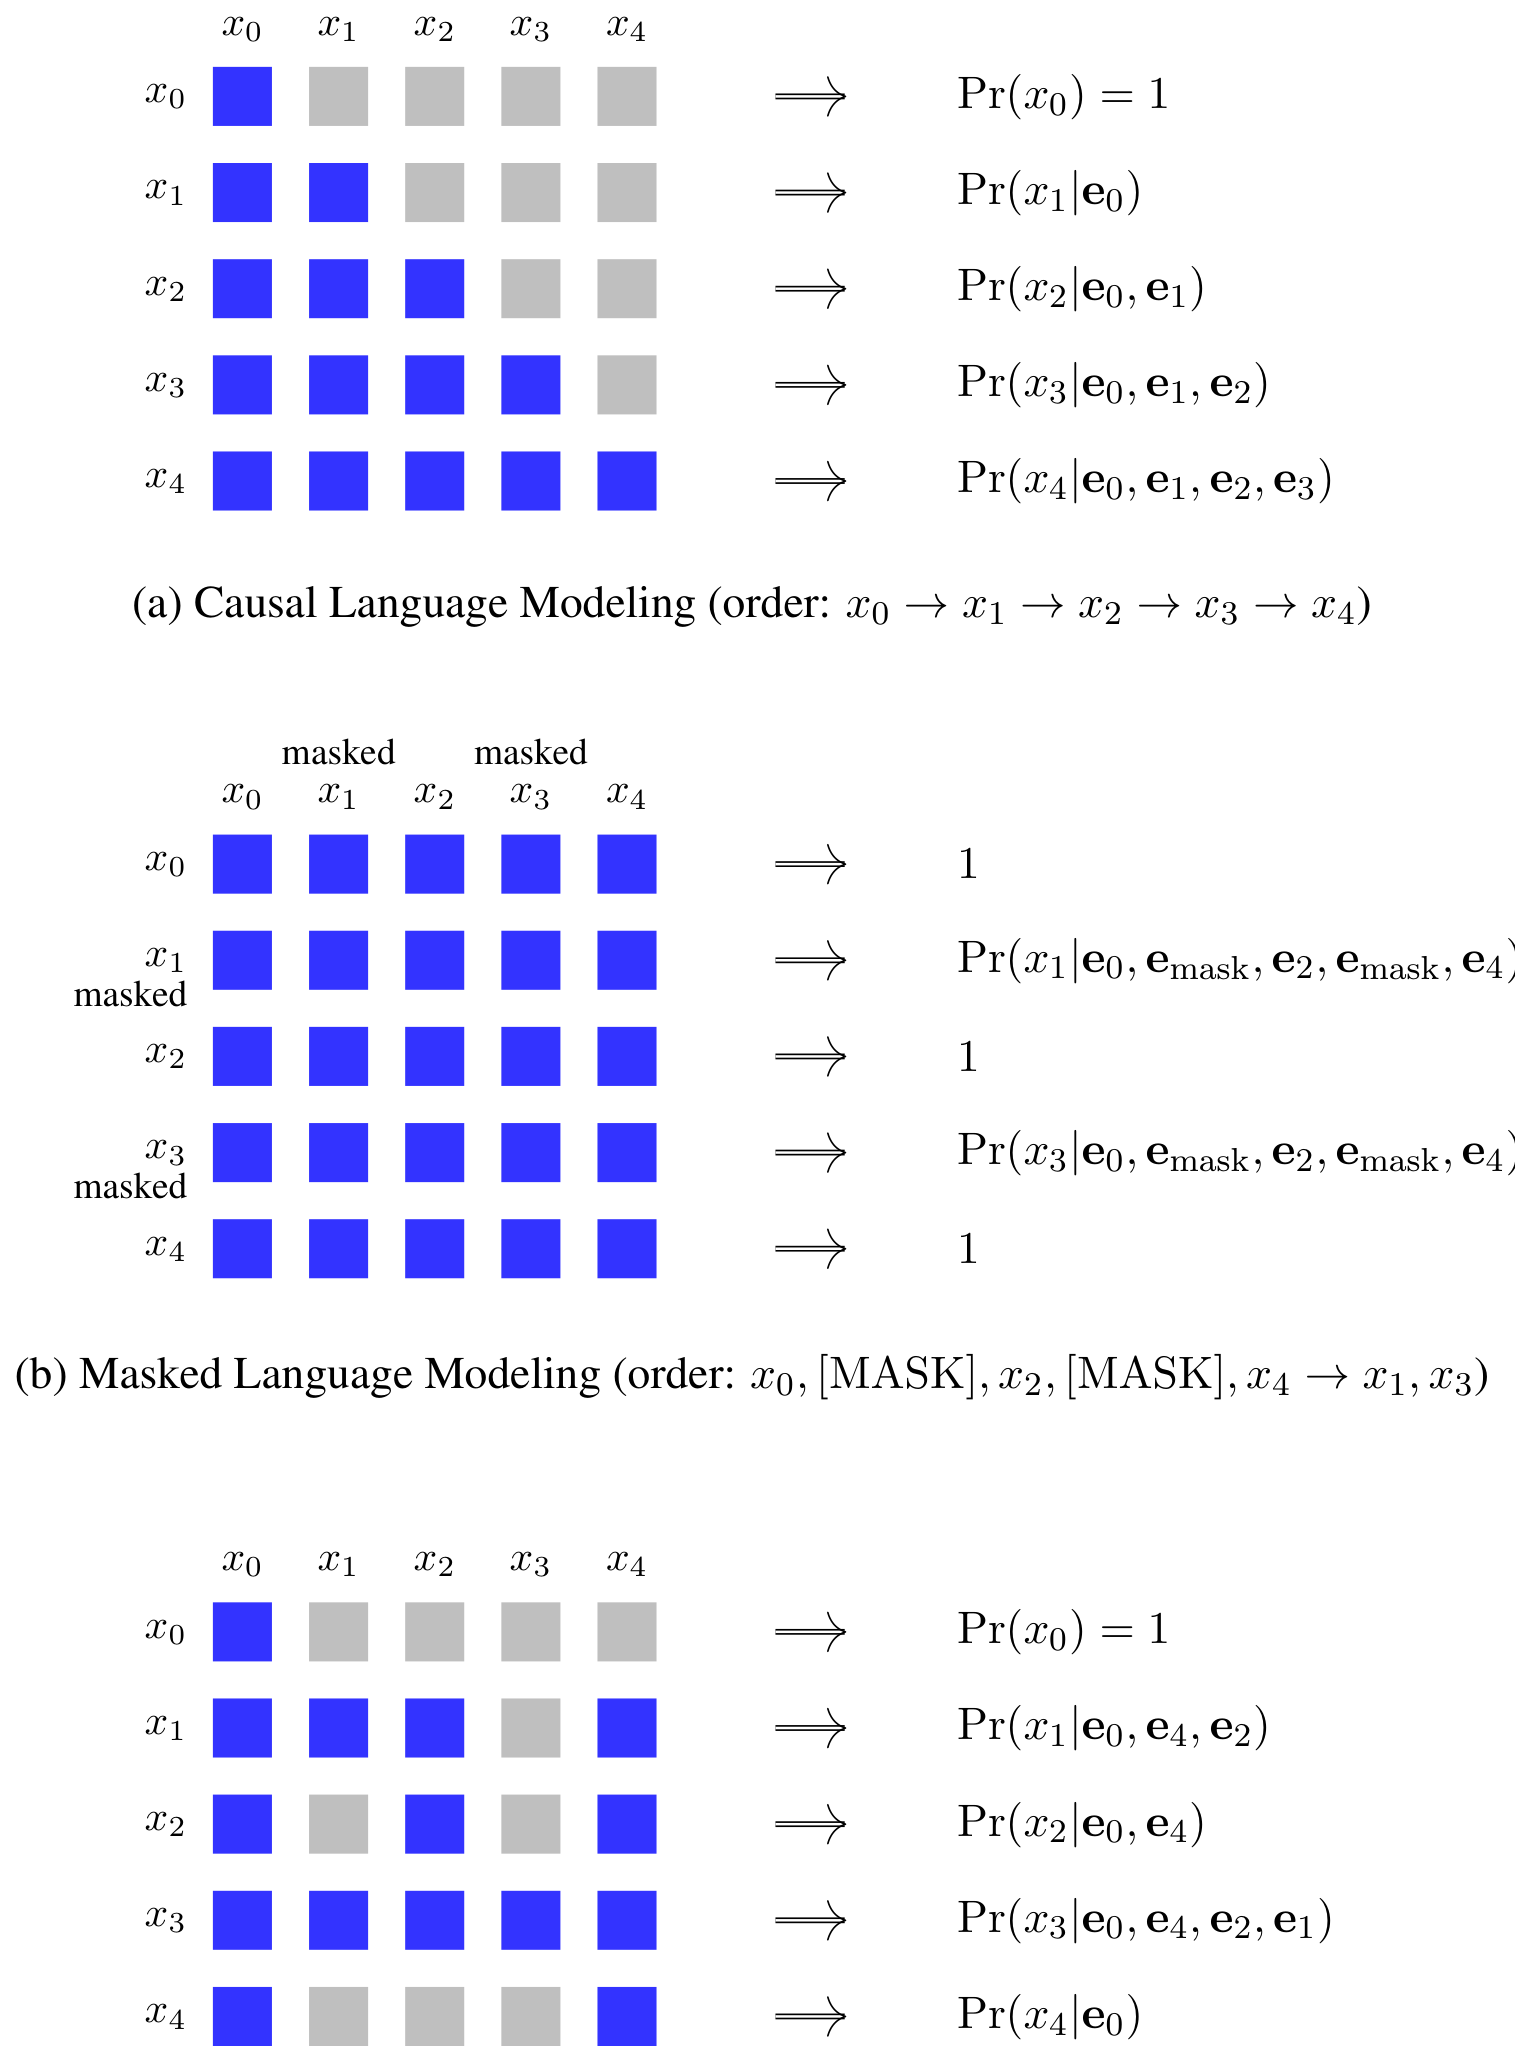 x₀ x₁ x₂ x₃ x₄
x₀ ⟹ Pr(x₀) = 1
x₁ ⟹ Pr(x₁|e₀)
x₂ ⟹ Pr(x₂|e₀, e₁)
x₃ ⟹ Pr(x₃|e₀, e₁, e₂)
x₄ ⟹ Pr(x₄|e₀, e₁, e₂, e₃)
(a) Causal Language Modeling (order: x₀ → x₁ → x₂ → x₃ → x₄)
masked masked
x₀ x₁ x₂ x₃ x₄
x₀ ⟹ 1
x₁ ⟹ Pr(x₁|e₀, e_mask, e₂, e_mask, e₄)
masked
x₂ ⟹ 1
x₃ ⟹ Pr(x₃|e₀, e_mask, e₂, e_mask, e₄)
masked
x₄ ⟹ 1
(b) Masked Language Modeling (order: x₀, [MASK], x₂, [MASK], x₄ → x₁, x₃)
x₀ x₁ x₂ x₃ x₄
x₀ ⟹ Pr(x₀) = 1
x₁ ⟹ Pr(x₁|e₀, e₄, e₂)
x₂ ⟹ Pr(x₂|e₀, e₄)
x₃ ⟹ Pr(x₃|e₀, e₄, e₂, e₁)
x₄ ⟹ Pr(x₄|e₀)